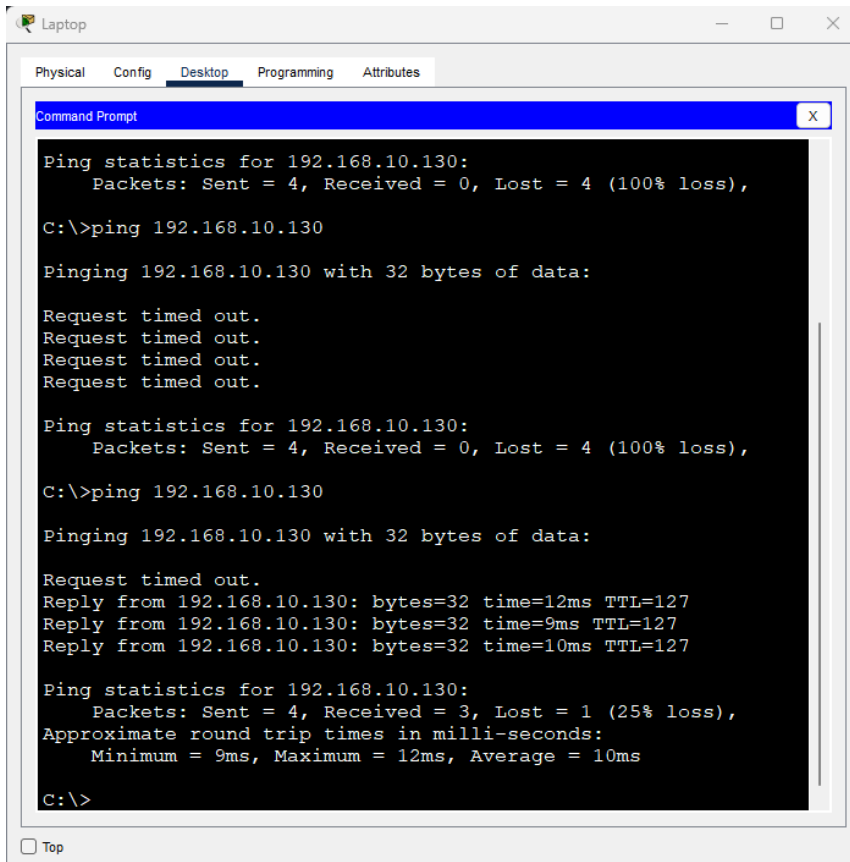 Laptop
Physical Config Desktop Programming Attributes
Command Prompt X
Ping statistics for 192.168.10.130:
Packets: Sent = 4, Received = 0, Lost = 4 (100% loss),
C:\>ping 192.168.10.130
Pinging 192.168.10.130 with 32 bytes of data:
Request timed out.
Request timed out.
Request timed out.
Request timed out.
Ping statistics for 192.168.10.130:
Packets: Sent = 4, Received = 0, Lost = 4 (100% loss),
C:\>ping 192.168.10.130
Pinging 192.168.10.130 with 32 bytes of data:
Request timed out.
Reply from 192.168.10.130: bytes=32 time=12ms TTL=127
Reply from 192.168.10.130: bytes=32 time=9ms TTL=127
Reply from 192.168.10.130: bytes=32 time=10ms TTL=127
Ping statistics for 192.168.10.130:
Packets: Sent = 4, Received = 3, Lost = 1 (25% loss),
Approximate round trip times in milli-seconds:
Minimum = 9ms, Maximum = 12ms, Average = 10ms
C:\>
Top